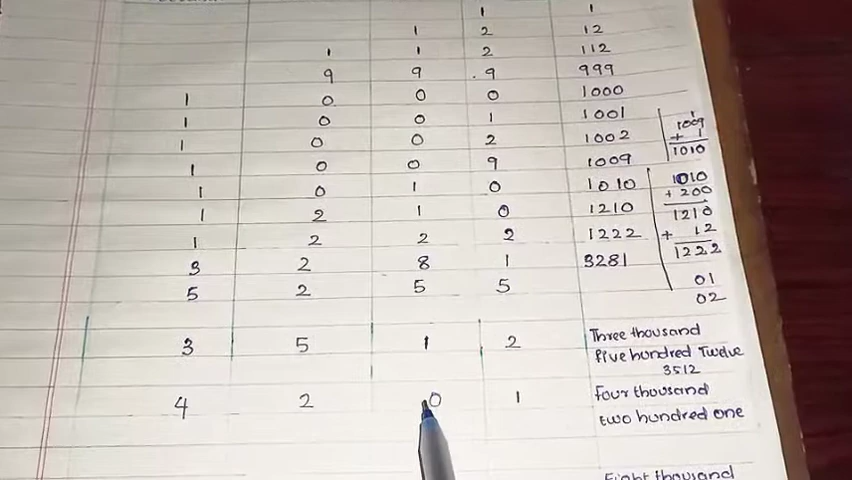 1 1
1 2 12
1 1 2 112
9 9 9 999
1 0 0 0 1000
1 0 0 1 1001
1 0 0 2 1002
1 0 0 9 1009
1 0 1 0 1010
1 2 1 0 1210
1 2 2 2 1222
3 2 8 1 3281
5 2 5 5
3 5 1 2 Three thousand
five hundred Twelve
3512
4 2 0 1 four thousand
two hundred one
Eight thousand
1
1009
+ 1
1010
1010
+ 200
1210
+ 12
1222
01
02